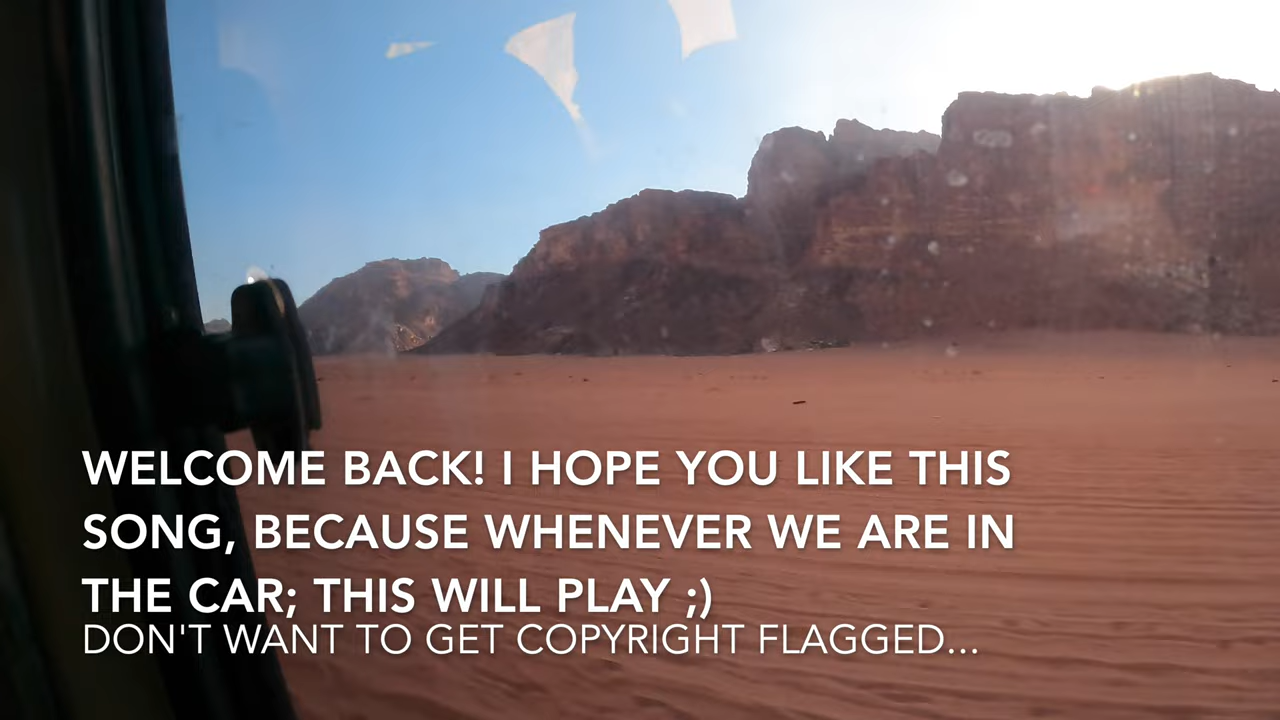 WELCOME BACK! I HOPE YOU LIKE THIS
SONG, BECAUSE WHENEVER WE ARE IN
THE CAR; THIS WILL PLAY ;)
DON'T WANT TO GET COPYRIGHT FLAGGED...